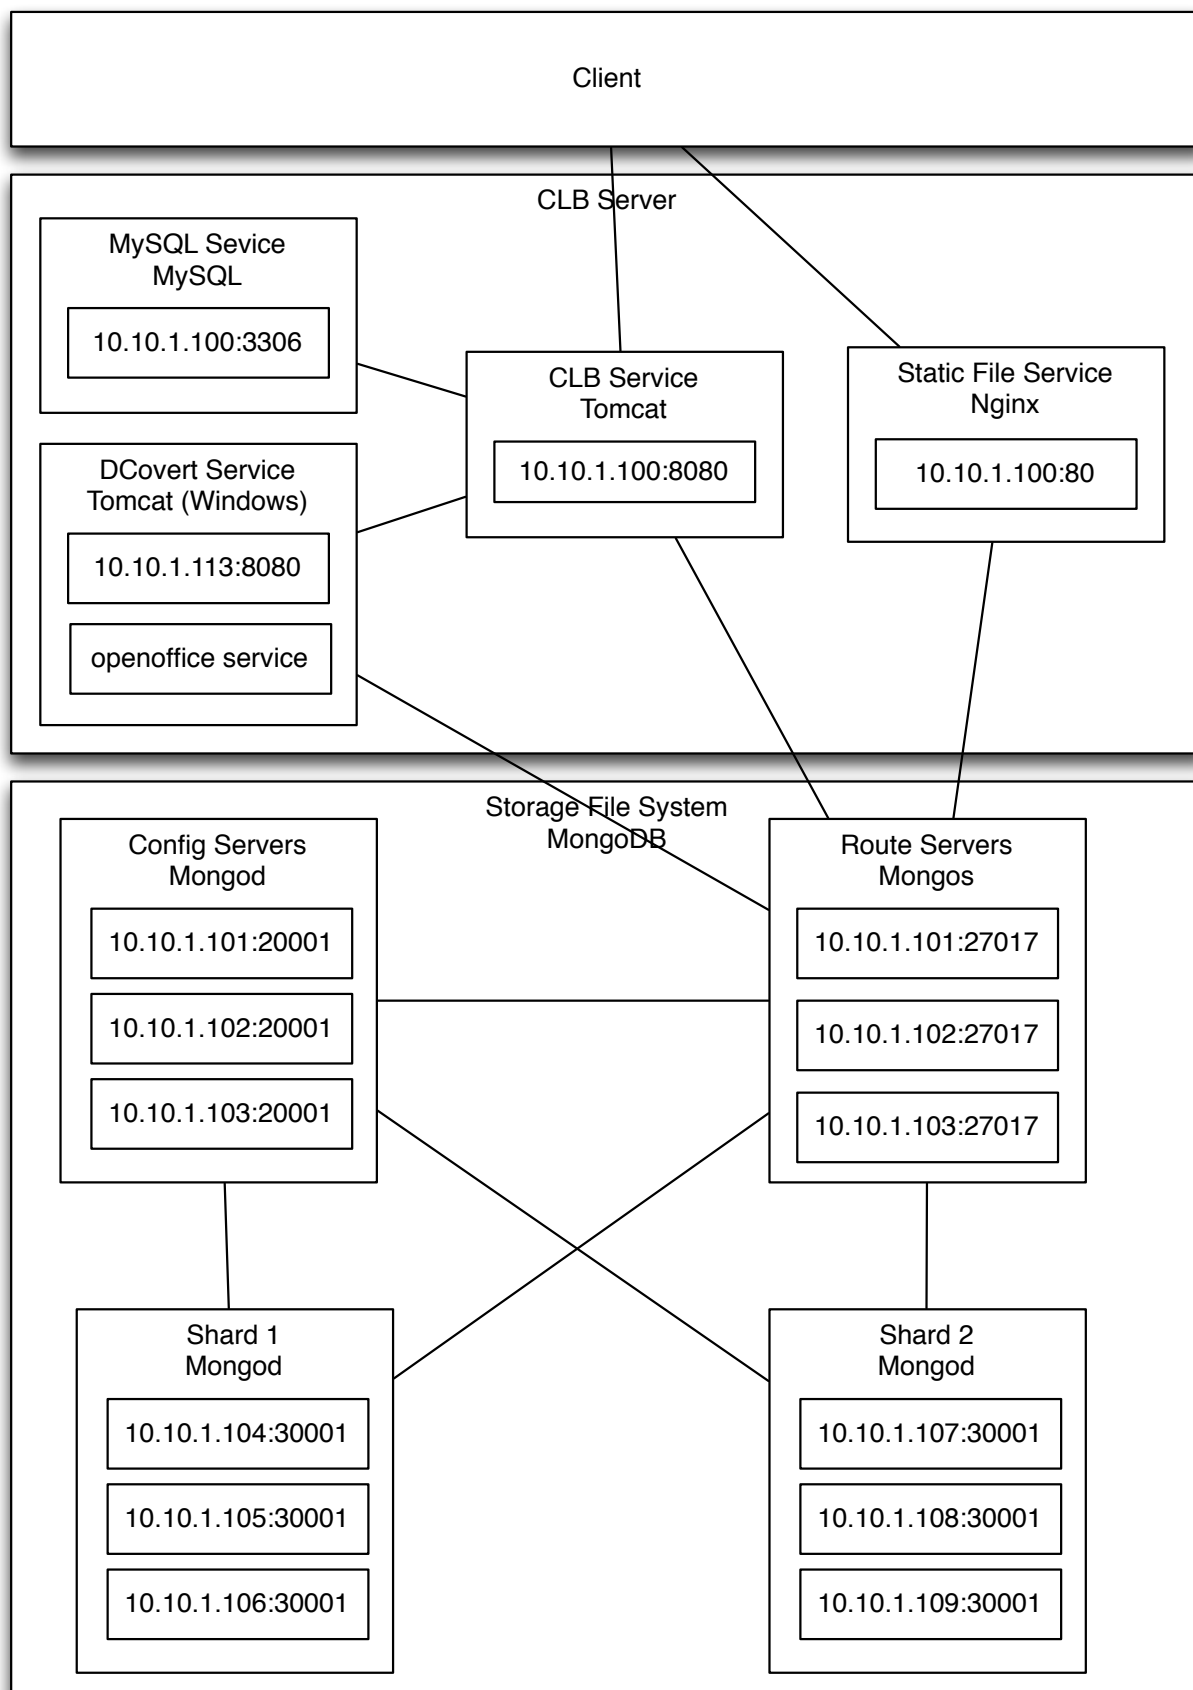 Client
CLB Server
MySQL Sevice
MySQL
10.10.1.100:3306
CLB Service
Tomcat
10.10.1.100:8080
Static File Service
Nginx
10.10.1.100:80
DCovert Service
Tomcat (Windows)
10.10.1.113:8080
openoffice service
Storage File System
MongoDB
Config Servers
Mongod
10.10.1.101:20001
10.10.1.102:20001
10.10.1.103:20001
Route Servers
Mongos
10.10.1.101:27017
10.10.1.102:27017
10.10.1.103:27017
Shard 1
Mongod
10.10.1.104:30001
10.10.1.105:30001
10.10.1.106:30001
Shard 2
Mongod
10.10.1.107:30001
10.10.1.108:30001
10.10.1.109:30001